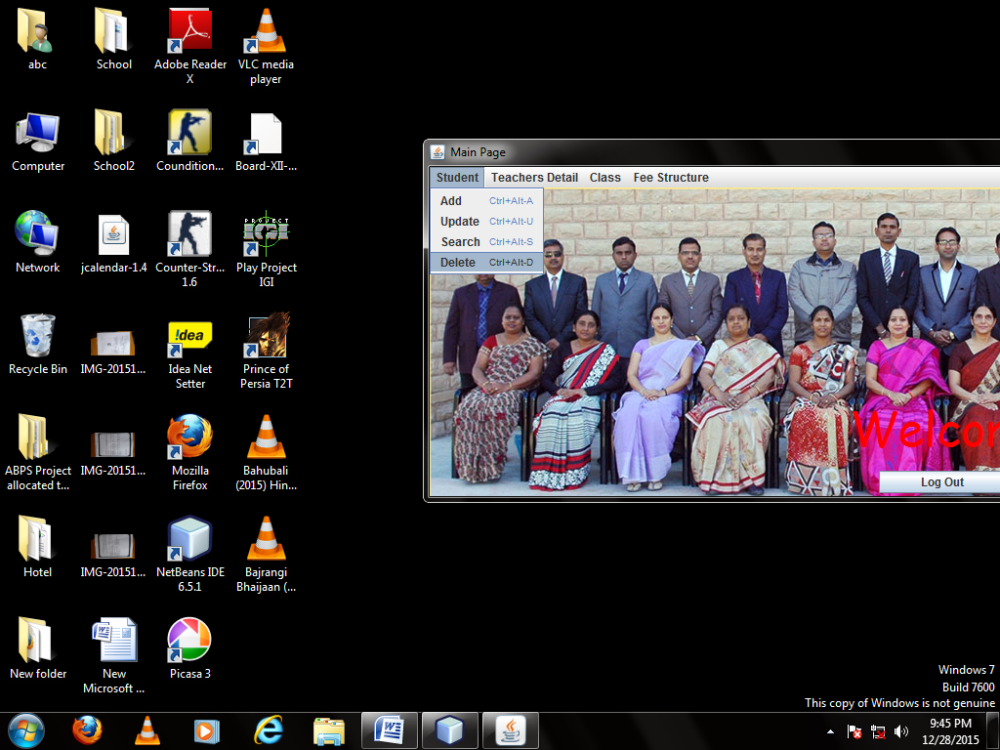 abc
School
Adobe Reader
X
VLC media
player
Computer
School2
Coundition...
Board-XII-...
Network
jcalendar-1.4
Counter-Str...
1.6
PROJECT
IGI
Play Project
IGI
Recycle Bin
IMG-20151...
!dea
Idea Net
Setter
Prince of
Persia T2T
ABPS Project
allocated t...
IMG-20151...
Mozilla
Firefox
Bahubali
(2015) Hin...
Hotel
IMG-20151...
NetBeans IDE
6.5.1
Bajrangi
Bhaijaan (...
New folder
New
Microsoft ...
Picasa 3
Main Page
Student Teachers Detail Class Fee Structure
Add Ctrl+Alt-A
Update Ctrl+Alt-U
Search Ctrl+Alt-S
Delete Ctrl+Alt-D
Welcom
Log Out
Windows 7
Build 7600
This copy of Windows is not genuine
9:45 PM
12/28/2015